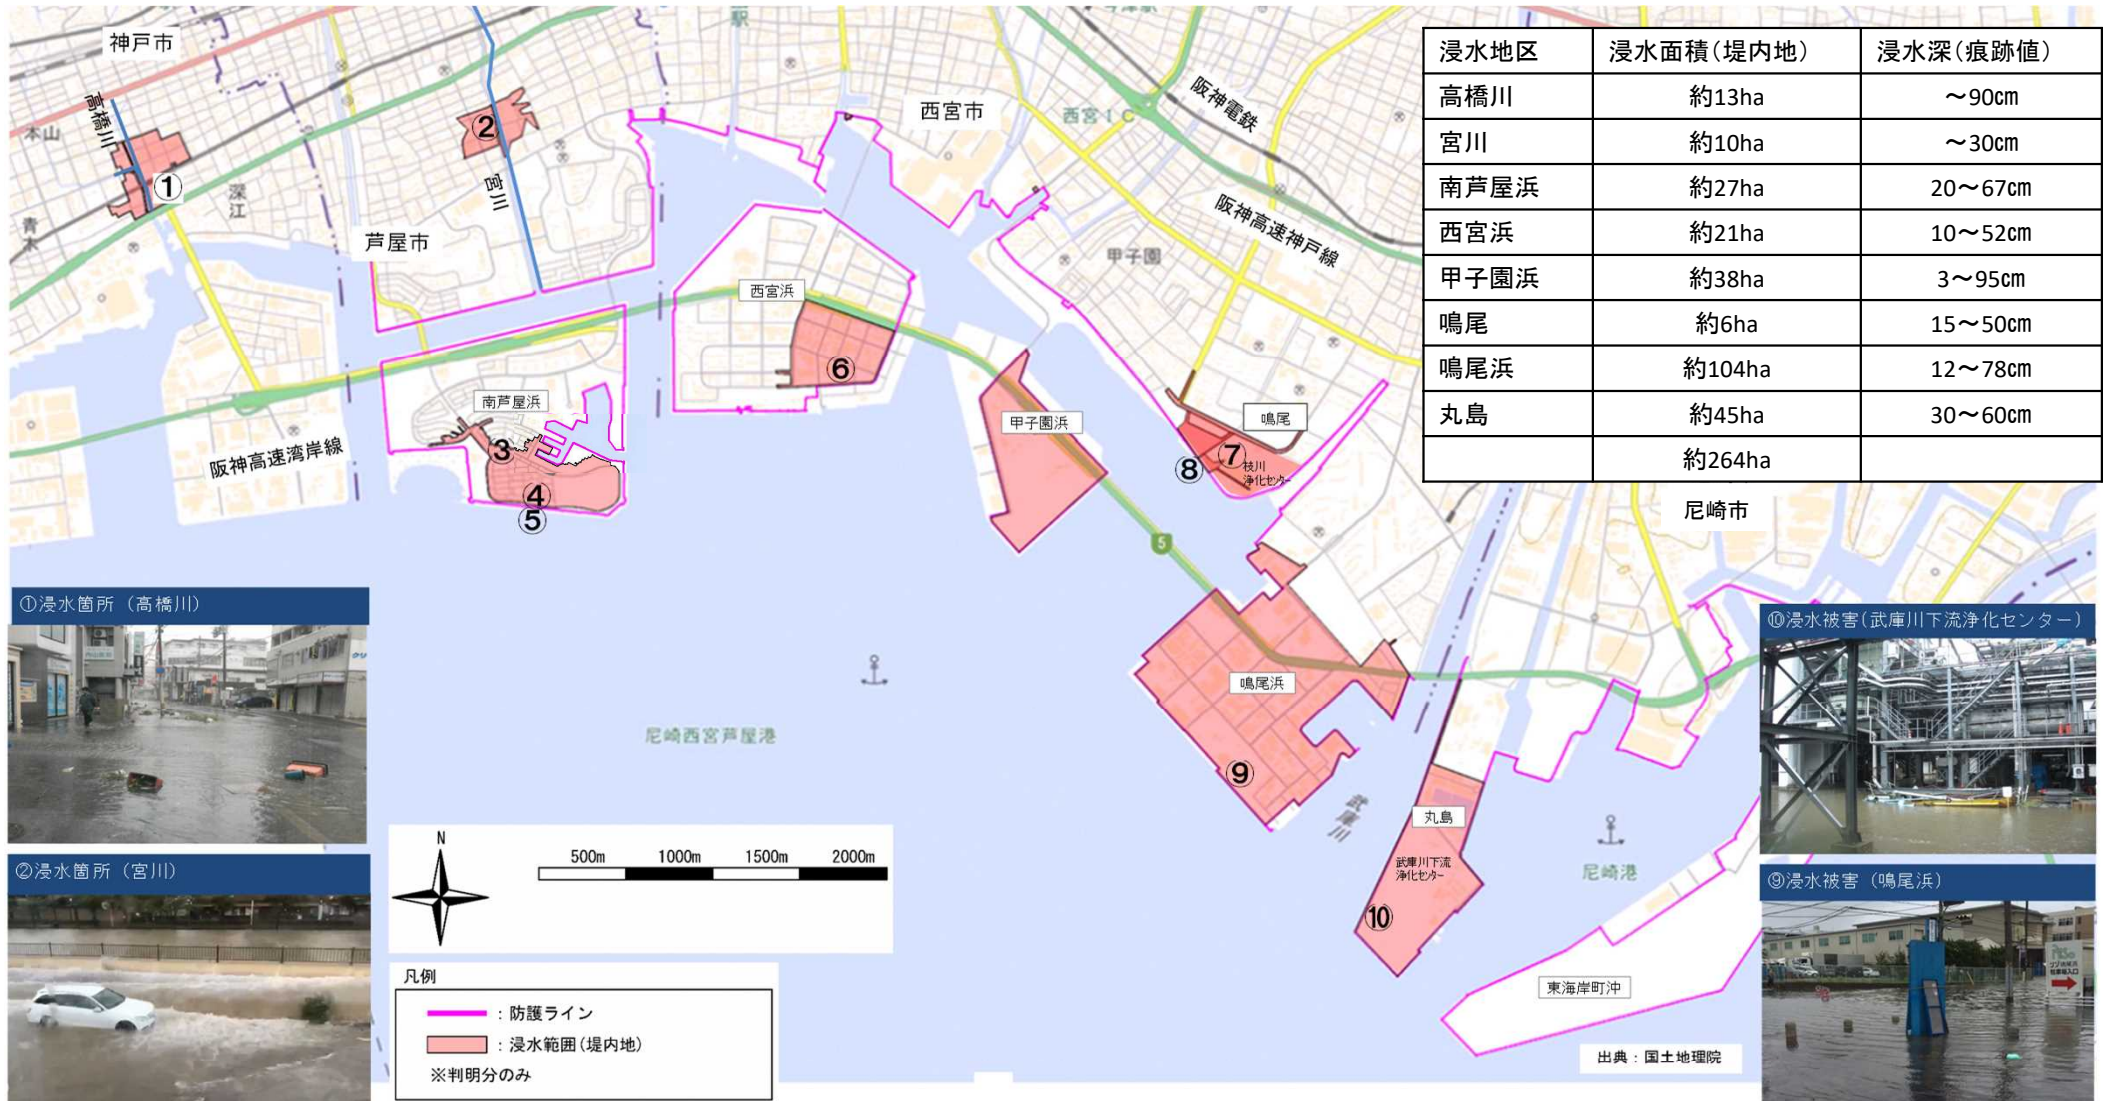 神戸市
高橋川
本山
青木
深江
①
芦屋市
②
宮川
西宮市
西宮IC
阪神電鉄
阪神高速神戸線
甲子園
西宮浜
⑥
南芦屋浜
③
④
⑤
阪神高速湾岸線
甲子園浜
鳴尾
⑦
⑧
枝川
浄化センター
5
鳴尾浜
⑨
尼崎西宮芦屋港
武庫川
丸島
武庫川下流
浄化センター
⑩
尼崎市
尼崎港
東海岸町沖
出典：国土地理院
浸水地区 浸水面積(堤内地) 浸水深(痕跡値)
高橋川 約13ha ～90㎝
宮川 約10ha ～30㎝
南芦屋浜 約27ha 20～67㎝
西宮浜 約21ha 10～52㎝
甲子園浜 約38ha 3～95㎝
鳴尾 約6ha 15～50㎝
鳴尾浜 約104ha 12～78㎝
丸島 約45ha 30～60㎝
約264ha
①浸水箇所（高橋川）
②浸水箇所（宮川）
N
500m 1000m 1500m 2000m
凡例
：防護ライン
：浸水範囲(堤内地)
※判明分のみ
⑩浸水被害(武庫川下流浄化センター)
⑨浸水被害（鳴尾浜）